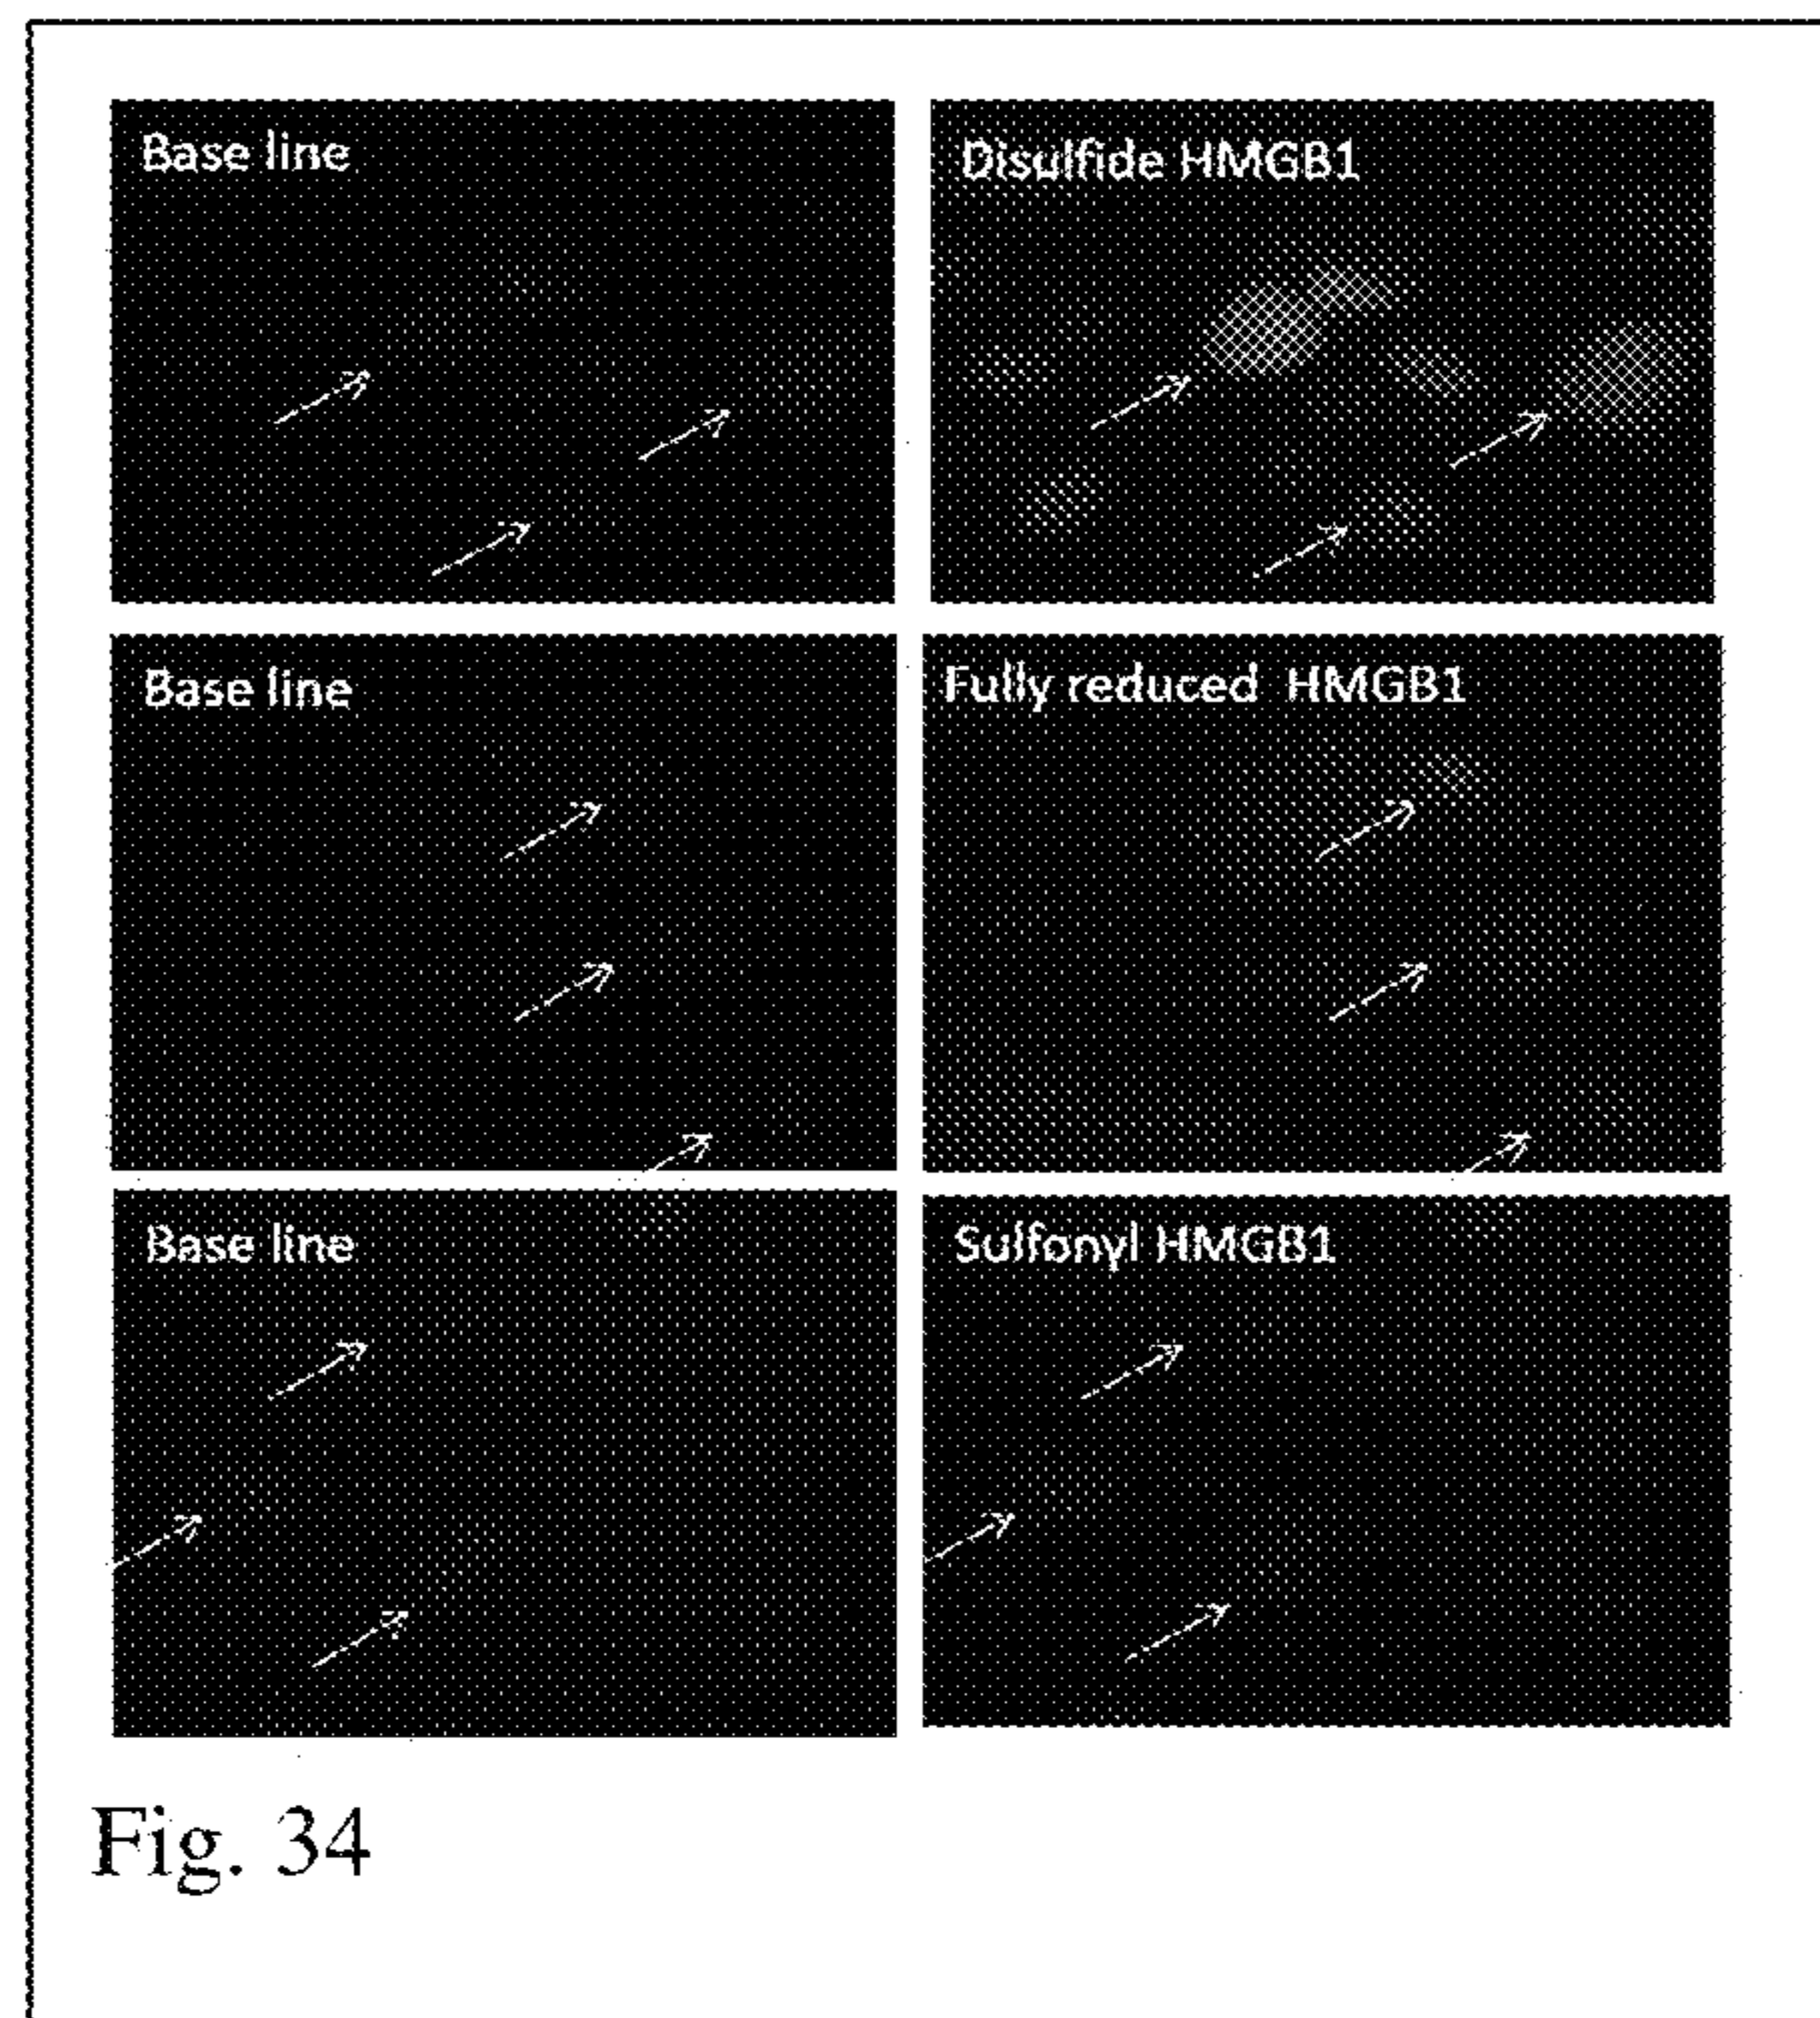 Base line
Disulfide HMGB1
Base line
Fully reduced HMGB1
Base line
Sulfonyl HMGB1
Fig. 34